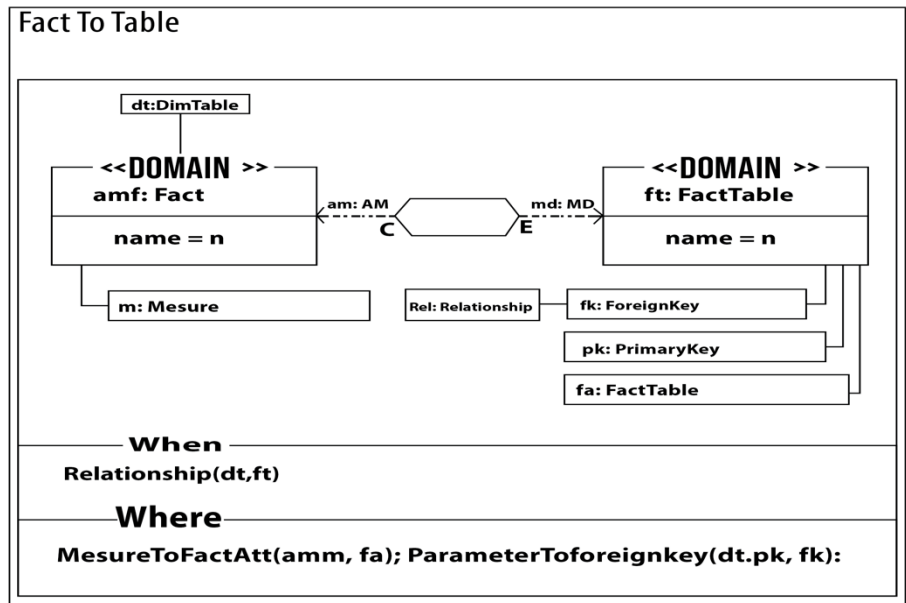 Fact To Table
dt:DimTable
<<DOMAIN >>
amf: Fact
name = n
m: Mesure
am: AM
C
md: MD
E
<<DOMAIN >>
ft: FactTable
name = n
Rel: Relationship
fk: ForeignKey
pk: PrimaryKey
fa: FactTable
When
Relationship(dt,ft)
Where
MesureToFactAtt(amm, fa); ParameterToforeignkey(dt.pk, fk):